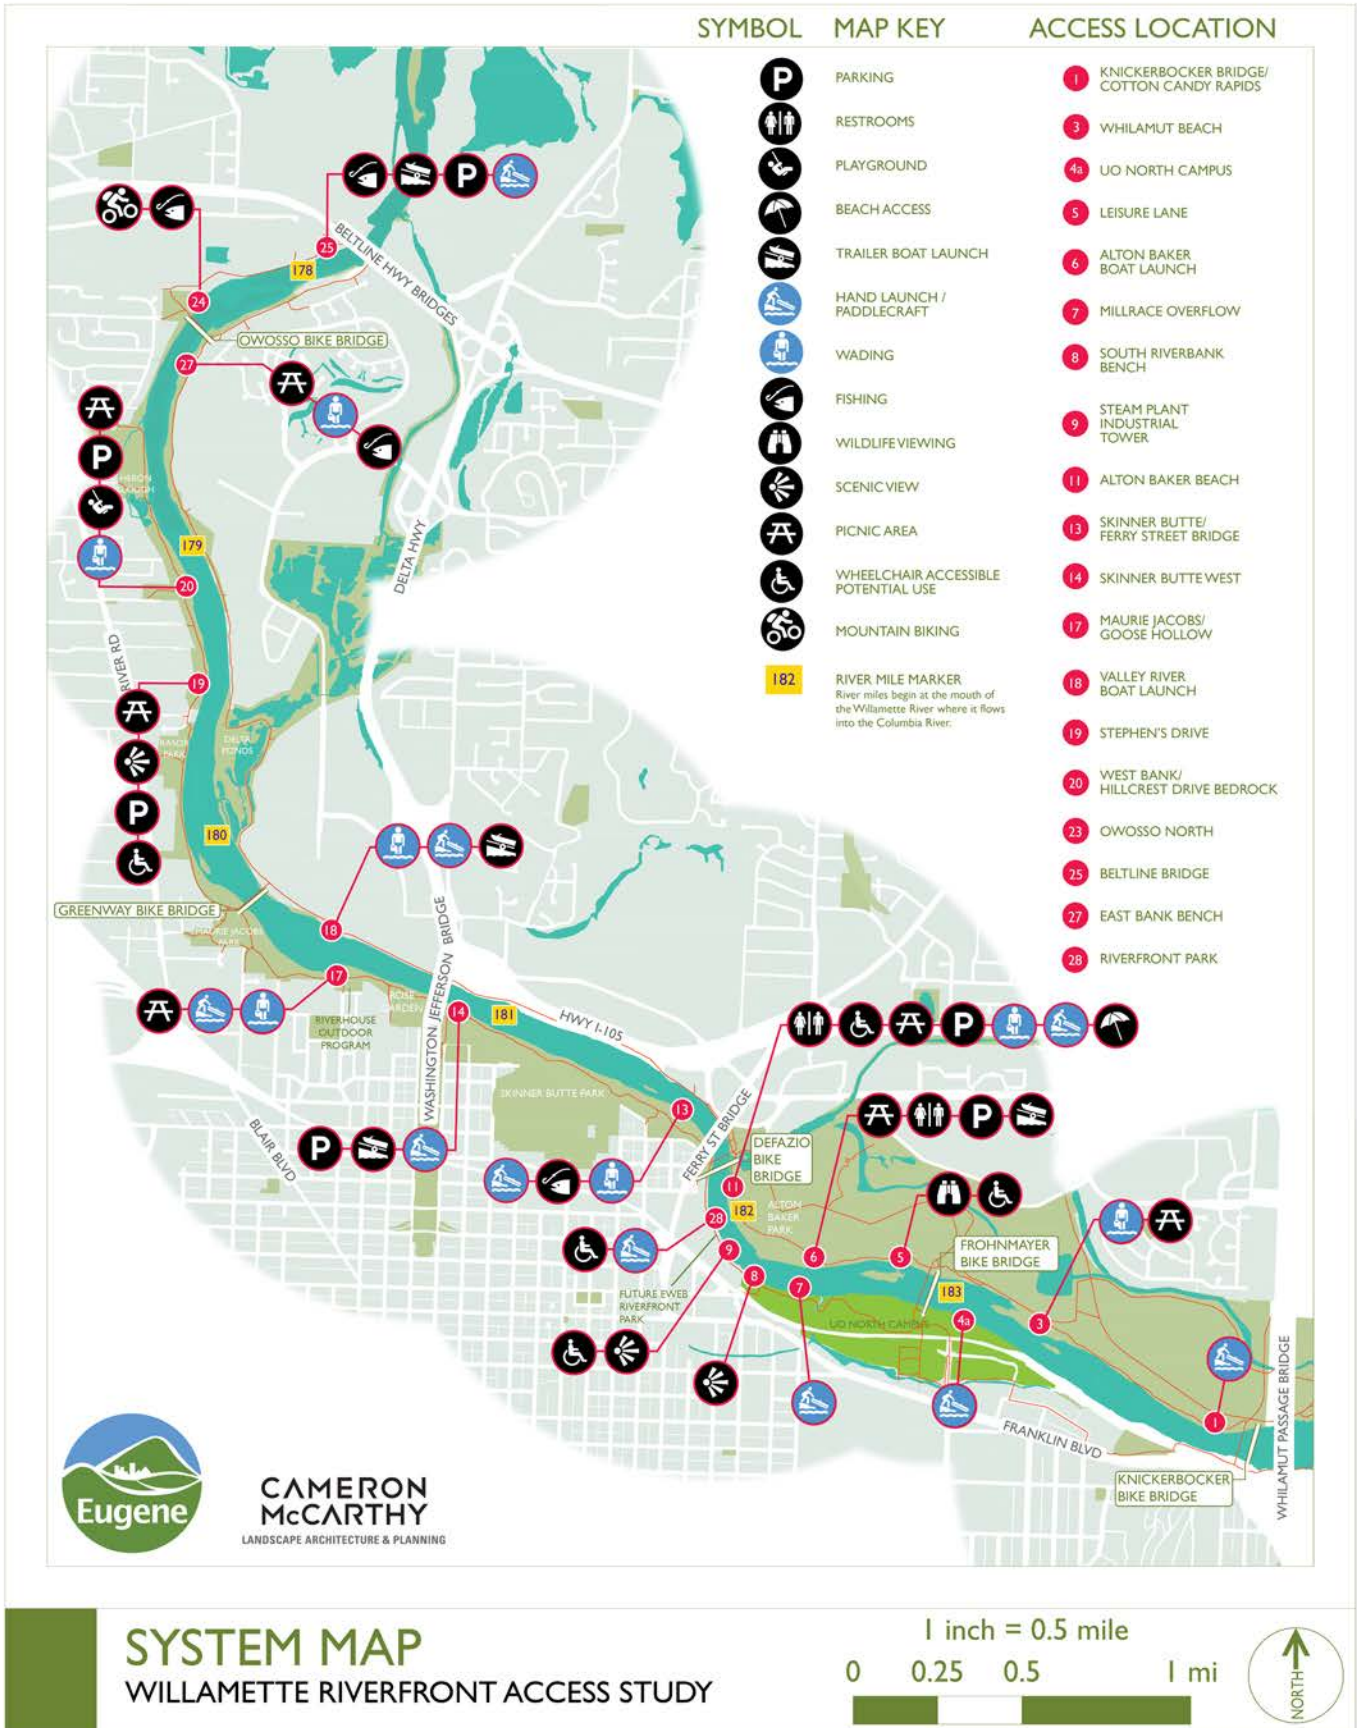 SYMBOL MAP KEY ACCESS LOCATION
P PARKING
RESTROOMS
PLAYGROUND
BEACH ACCESS
TRAILER BOAT LAUNCH
HAND LAUNCH /
PADDLECRAFT
WADING
FISHING
WILDLIFE VIEWING
SCENIC VIEW
PICNIC AREA
WHEELCHAIR ACCESSIBLE
POTENTIAL USE
MOUNTAIN BIKING
182 RIVER MILE MARKER
River miles begin at the mouth of
the Willamette River where it flows
into the Columbia River.
1 KNICKERBOCKER BRIDGE/
COTTON CANDY RAPIDS
3 WHILAMUT BEACH
4a UO NORTH CAMPUS
5 LEISURE LANE
6 ALTON BAKER
BOAT LAUNCH
7 MILLRACE OVERFLOW
8 SOUTH RIVERBANK
BENCH
9 STEAM PLANT
INDUSTRIAL
TOWER
11 ALTON BAKER BEACH
13 SKINNER BUTTE/
FERRY STREET BRIDGE
14 SKINNER BUTTE WEST
17 MAURIE JACOBS/
GOOSE HOLLOW
18 VALLEY RIVER
BOAT LAUNCH
19 STEPHEN'S DRIVE
20 WEST BANK/
HILLCREST DRIVE BEDROCK
23 OWOSSO NORTH
25 BELTLINE BRIDGE
27 EAST BANK BENCH
28 RIVERFRONT PARK
P
25
BELTLINE HWY BRIDGES
178
24
OWOSSO BIKE BRIDGE
27
P
HERON
179
20
DELTA HWY
RIVER RD
19
PARK
DELTA
PONDS
P
180
GREENWAY BIKE BRIDGE
MAURIE JACOBS
PARK
18
17
WASHINGTON JEFFERSON BRIDGE
ROSE
GARDEN
14
181
HWY I-105
RIVERHOUSE
OUTDOOR
PROGRAM
P
SKINNER BUTTE PARK
13
FERRY ST BRIDGE
BLAIR BLVD
P
P
DEFAZIO
BIKE
BRIDGE
11
182
ALTON
BAKER
PARK
28
9
6
5
FROHNMAYER
BIKE BRIDGE
8
7
183
FUTURE EWEB
RIVERFRONT
PARK
UO NORTH CAMPUS
4a
3
1
FRANKLIN BLVD
WHILAMUT PASSAGE BRIDGE
KNICKERBOCKER
BIKE BRIDGE
Eugene
CAMERON
McCARTHY
LANDSCAPE ARCHITECTURE & PLANNING
SYSTEM MAP
WILLAMETTE RIVERFRONT ACCESS STUDY
1 inch = 0.5 mile
0 0.25 0.5 1 mi
NORTH